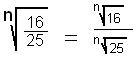 ⁿ√(16/25) = ⁿ√16 / ⁿ√25